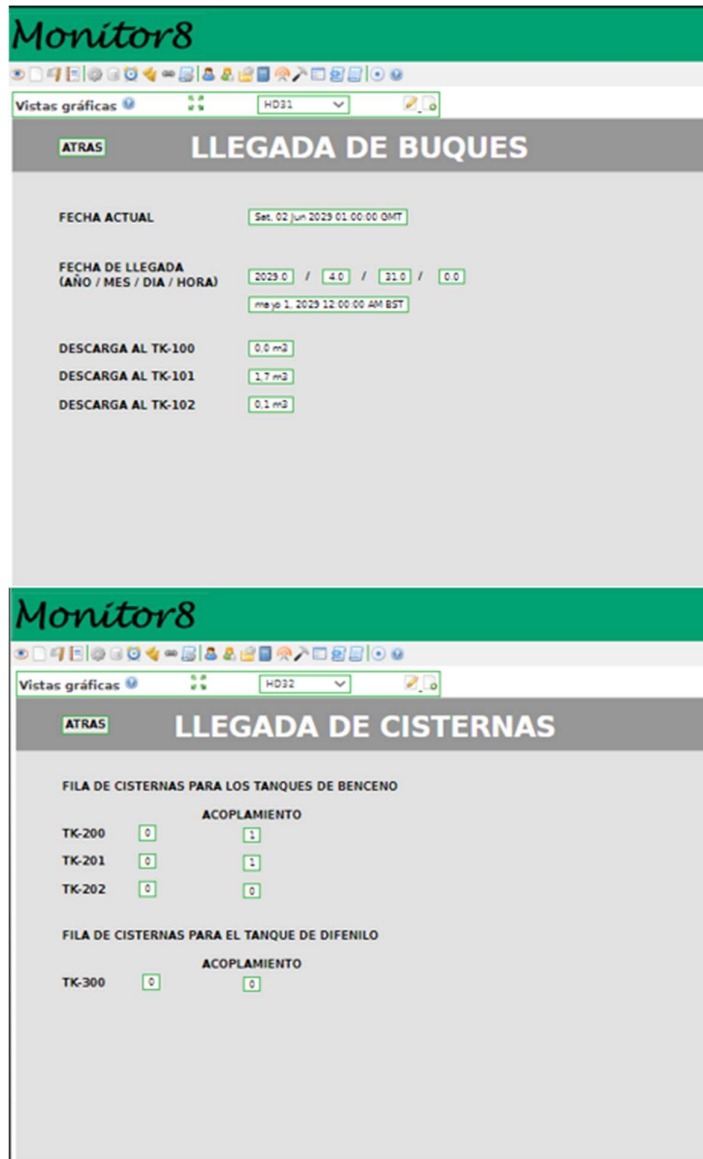 Monitor8
Vistas gráficas HD31
ATRAS LLEGADA DE BUQUES
FECHA ACTUAL Sat, 02 Jun 2029 01:00:00 GMT
FECHA DE LLEGADA
(AÑO / MES / DIA / HORA) 2029.0 / 4.0 / 31.0 / 0.0
mayo 1, 2029 12:00:00 AM BST
DESCARGA AL TK-100 0,0 m3
DESCARGA AL TK-101 1,7 m3
DESCARGA AL TK-102 0,1 m3
Monitor8
Vistas gráficas HD32
ATRAS LLEGADA DE CISTERNAS
FILA DE CISTERNAS PARA LOS TANQUES DE BENCENO
ACOPLAMIENTO
TK-200 0 1
TK-201 0 1
TK-202 0 0
FILA DE CISTERNAS PARA EL TANQUE DE DIFENILO
ACOPLAMIENTO
TK-300 0 0